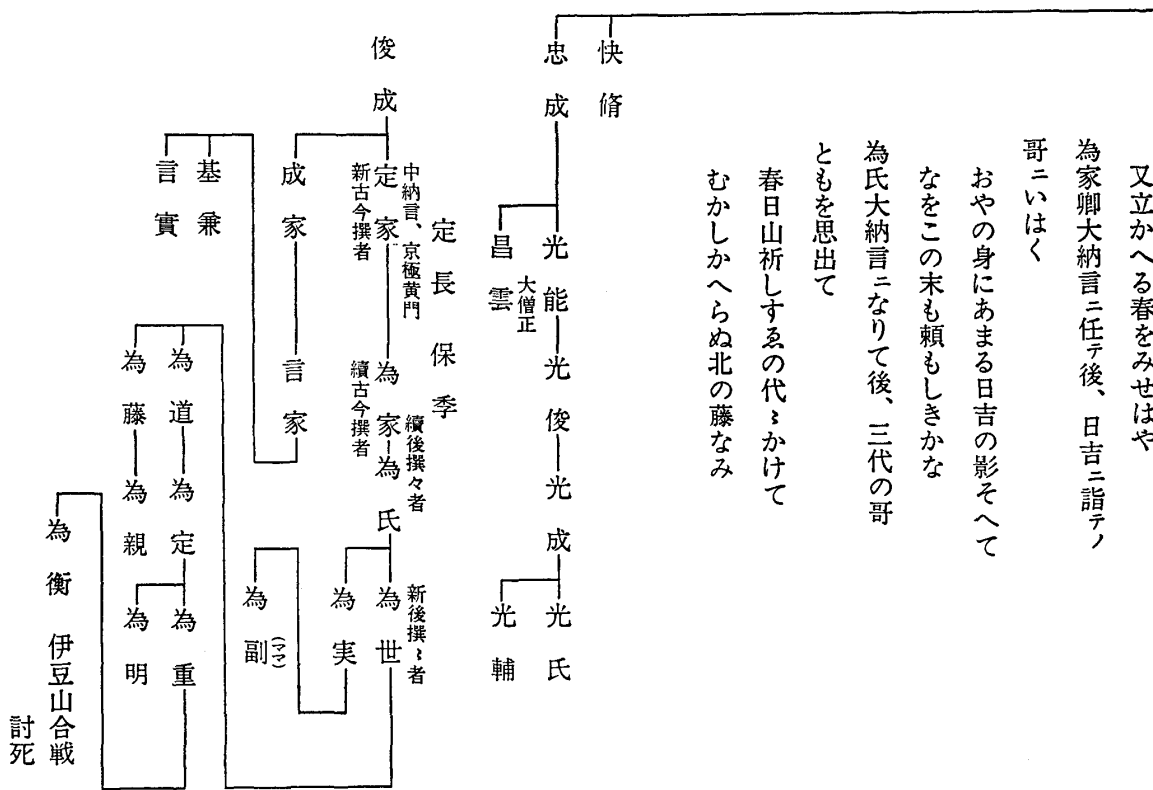 又立かへる春をみせはや
為家卿大納言ニ任テ後、日吉ニ詣テノ
哥ニいはく
おやの身にあまる日吉の影そへて
なをこの末も頼もしきかな
為氏大納言ニなりて後、三代の哥
ともを思出て
春日山祈しすゑの代〻かけて
むかしかへらぬ北の藤なみ
快脩
忠成
光能
光俊
光成
光氏
光輔
昌雲
大僧正
定長
保季
俊成
中納言、京極黄門
定家
新古今撰者
続後撰々者
為家
續古今撰者
為氏
新後撰〻者
為世
為実
為副
(ママ)
成家
言家
基兼
言實
為道
為定
為重
為明
為藤
為親
為衡
伊豆山合戦
討死